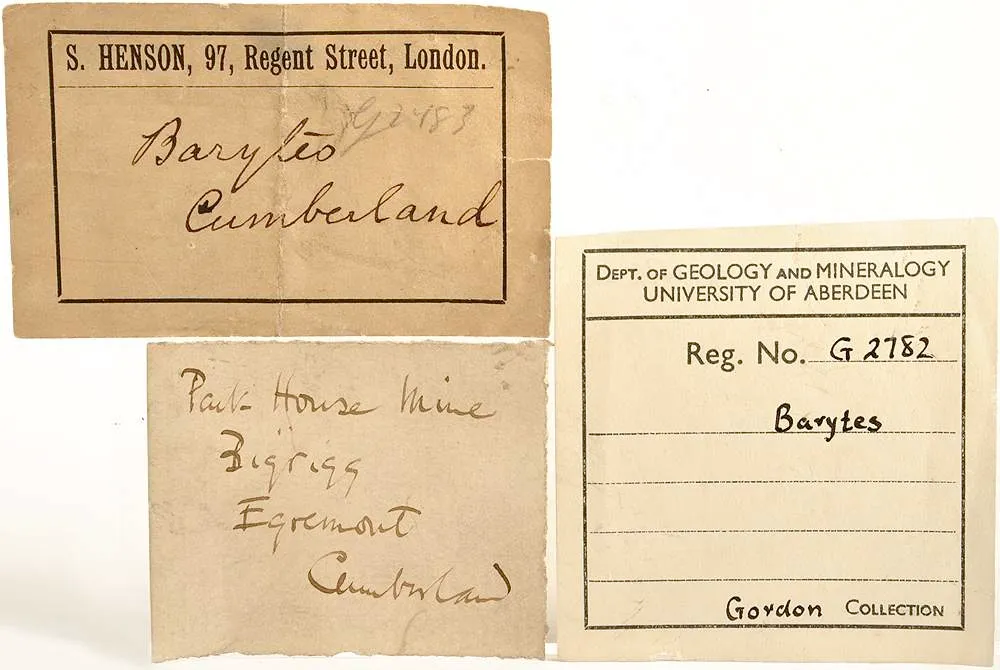 S. HENSON, 97, Regent Street, London.
G2783
Barytes
Cumberland
Park House Mine
Bigrigg
Egremont
Cumberland
DEPT. OF GEOLOGY AND MINERALOGY
UNIVERSITY OF ABERDEEN
Reg. No. G 2782
Barytes
Gordon COLLECTION